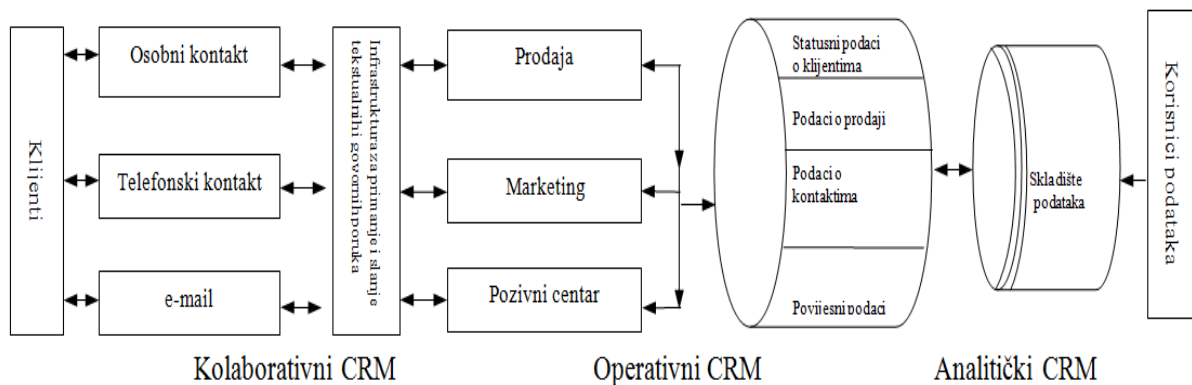 Klijenti
Osobni kontakt
Telefonski kontakt
e-mail
Infrastruktura za primanje i slanje
tekstualnih i govornih poruka
Prodaja
Marketing
Pozivni centar
Statusni podaci
o klijentima
Podaci o prodaji
Podaci o
kontaktima
Povijesni podaci
Skladište
podataka
Korisnici podataka
Kolaborativni CRM
Operativni CRM
Analitički CRM